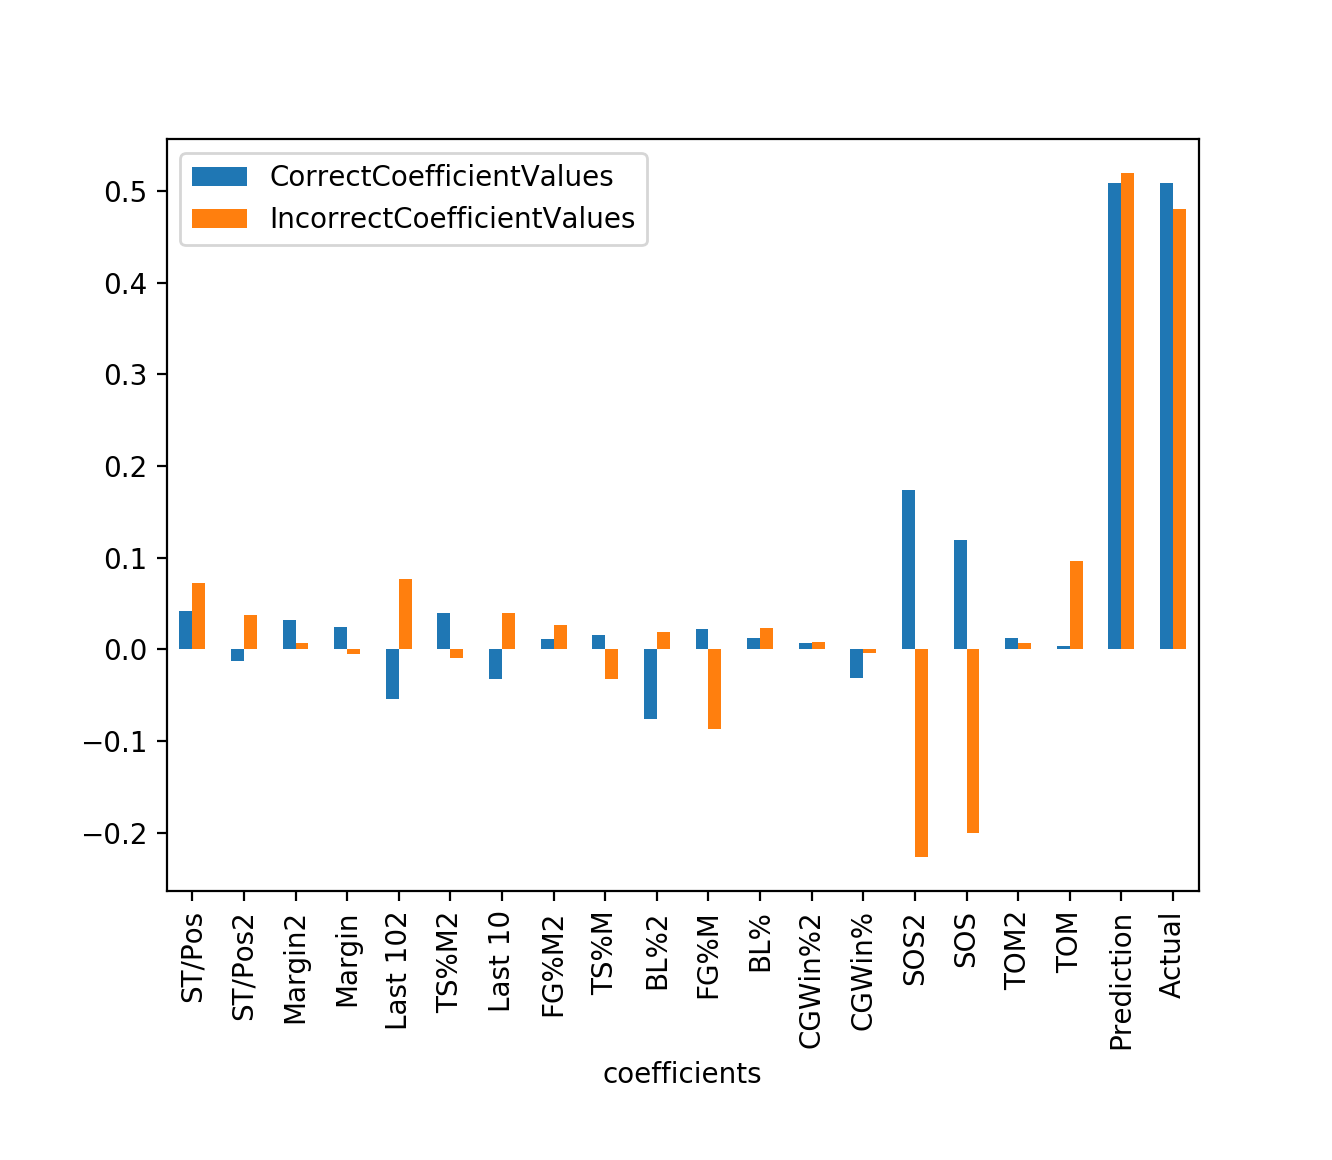 CorrectCoefficientValues
IncorrectCoefficientValues
0.5
0.4
0.3
0.2
0.1
0.0
−0.1
−0.2
ST/Pos
ST/Pos2
Margin2
Margin
Last 102
TS%M2
Last 10
FG%M2
TS%M
BL%2
FG%M
BL%
CGWin%2
CGWin%
SOS2
SOS
TOM2
TOM
Prediction
Actual
coefficients